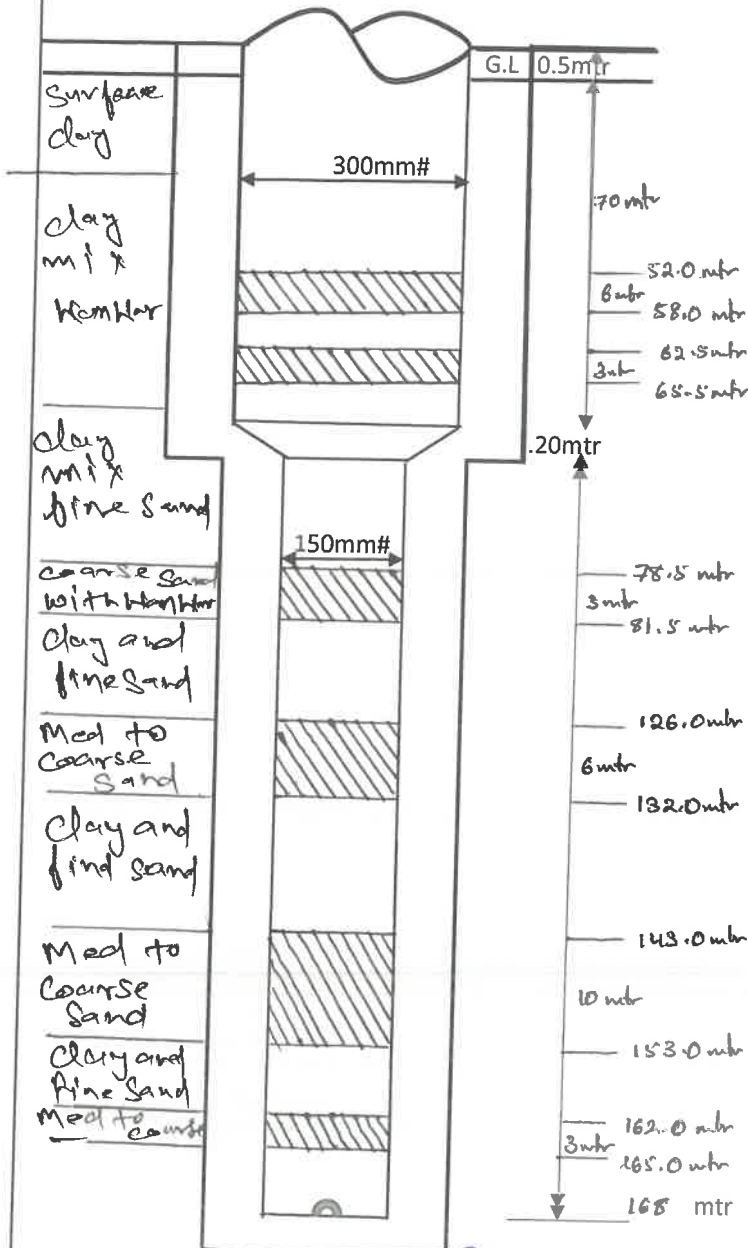 G.L 0.5mtr
Surface
clay
300mm#
70 mtr
clay
mix
52.0 mtr
6 mtr
58.0 mtr
62.5 mtr
3 mtr
65.5 mtr
clay
mix
fine Sand
.20mtr
150mm#
coarse Sand
with
78.5 mtr
3 mtr
81.5 mtr
Clay and
fine Sand
Med to
coarse
Sand
126.0 mtr
6 mtr
132.0 mtr
Clay and
find sand
Med to
Coarse
Sand
143.0 mtr
10 mtr
153.0 mtr
Clay and
fine Sand
Med to course
162.0 mtr
3 mtr
165.0 mtr
168 mtr